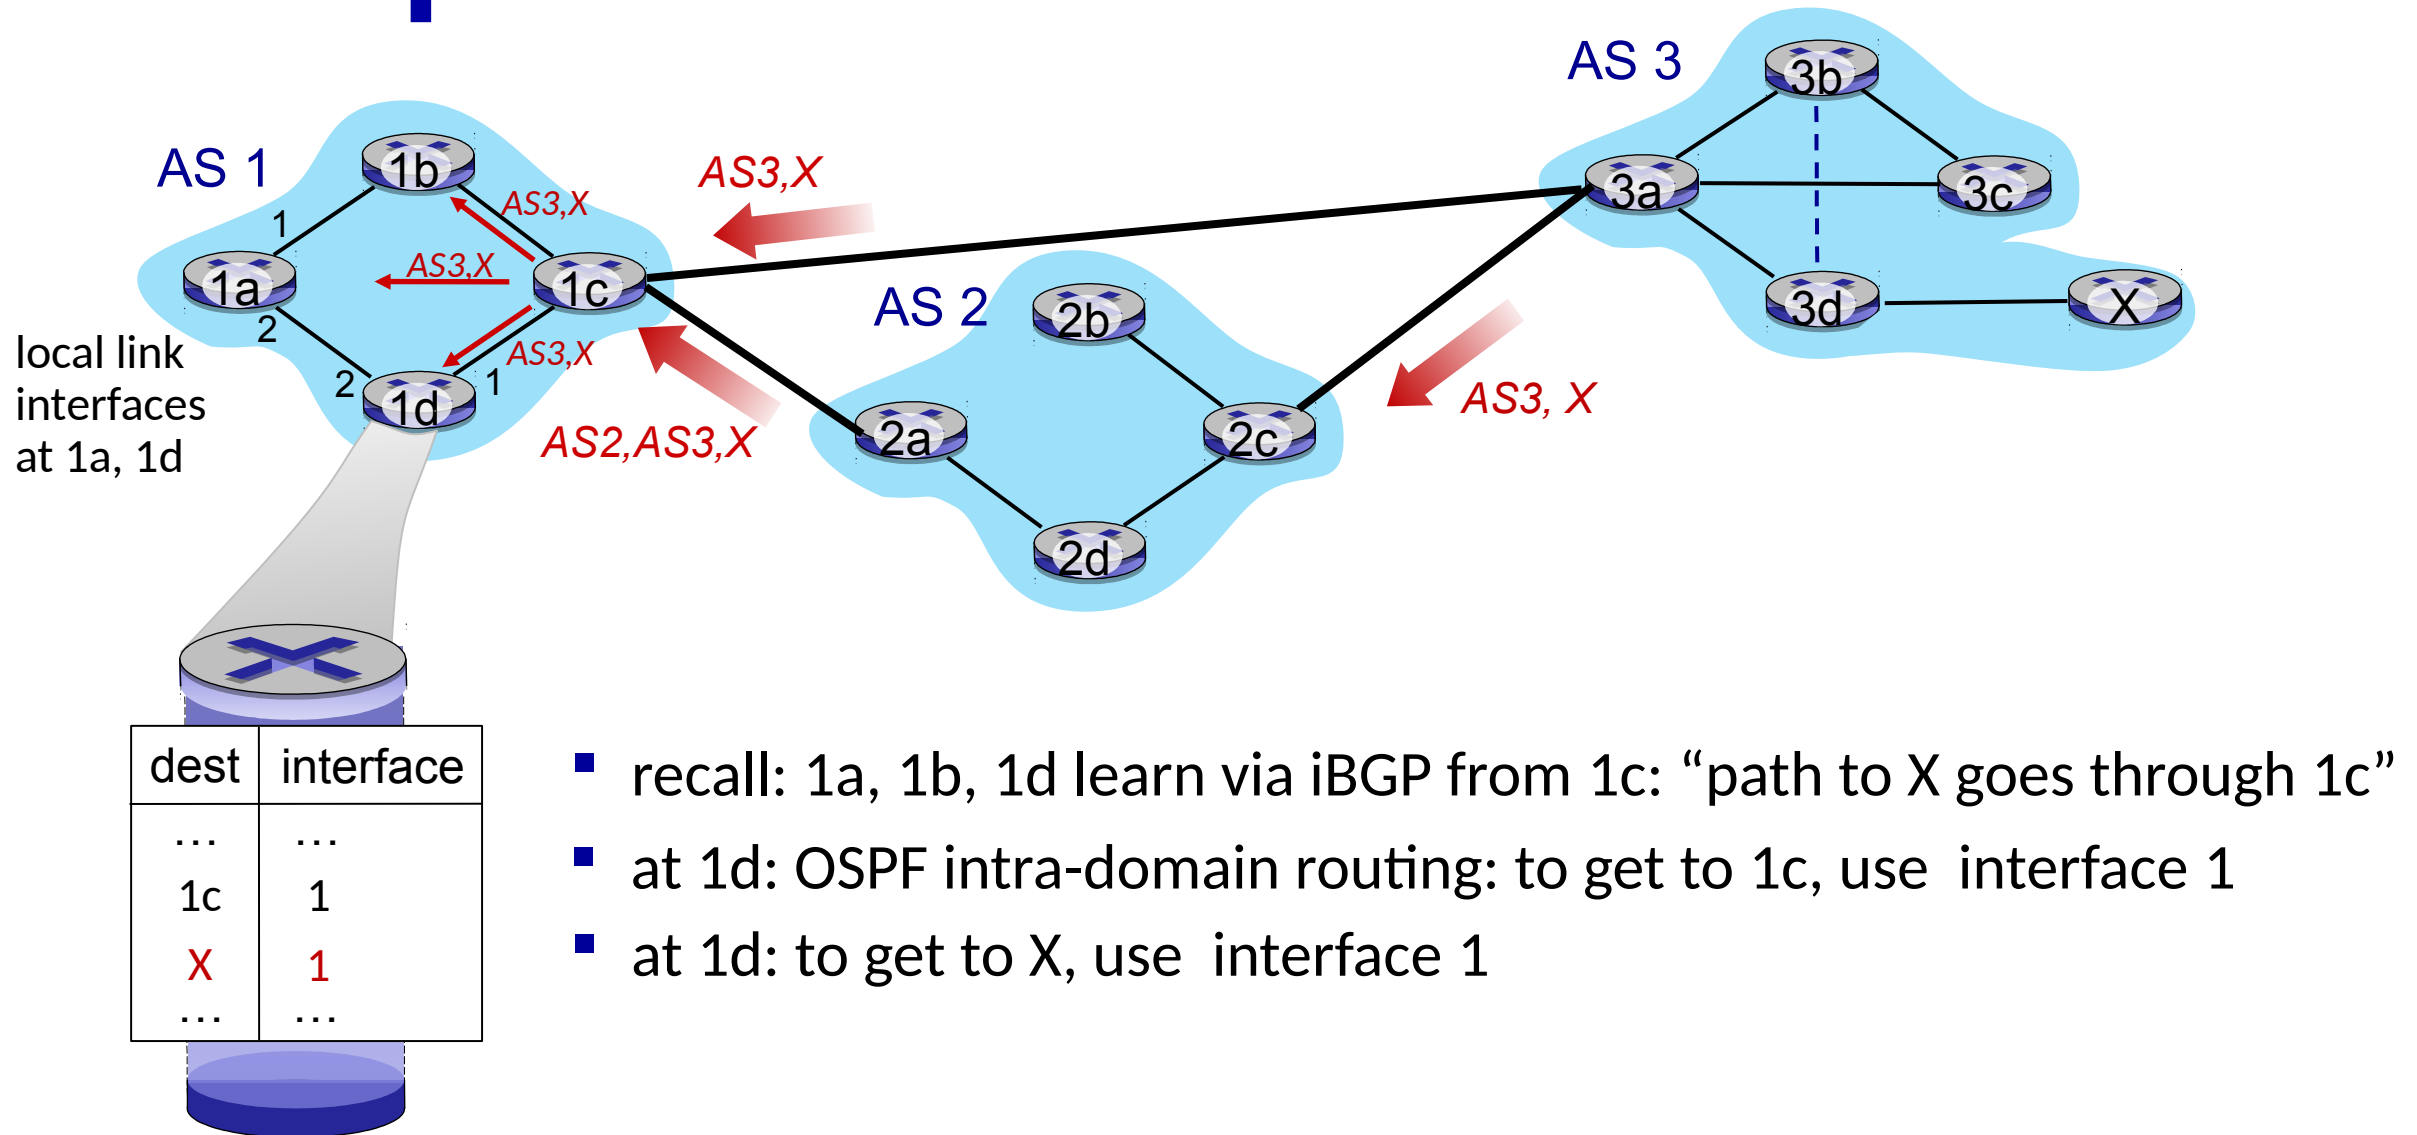 AS 3
3b
AS 1
1b
AS3,X
3a
3c
AS3,X
1
AS3,X
1a
1c
AS 2
2b
3d
X
2
local link
interfaces
at 1a, 1d
AS3,X
2
1
1d
AS3, X
AS2,AS3,X
2a
2c
2d
dest interface
... ...
1c 1
X 1
... ...
recall: 1a, 1b, 1d learn via iBGP from 1c: “path to X goes through 1c”
at 1d: OSPF intra-domain routing: to get to 1c, use interface 1
at 1d: to get to X, use interface 1